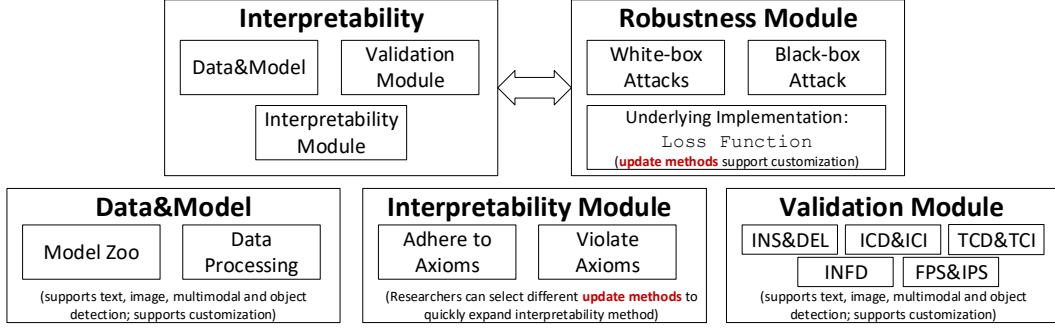 Interpretability
Data&Model
Validation
Module
Interpretability
Module
Robustness Module
White-box
Attacks
Black-box
Attack
Underlying Implementation:
Loss Function
(update methods support customization)
Data&Model
Model Zoo
Data
Processing
(supports text, image, multimodal and object
detection; supports customization)
Interpretability Module
Adhere to
Axioms
Violate
Axioms
(Researchers can select different update methods to
quickly expand interpretability method)
Validation Module
INS&DEL
ICD&ICI
TCD&TCI
INFD
FPS&IPS
(supports text, image, multimodal and object
detection; supports customization)